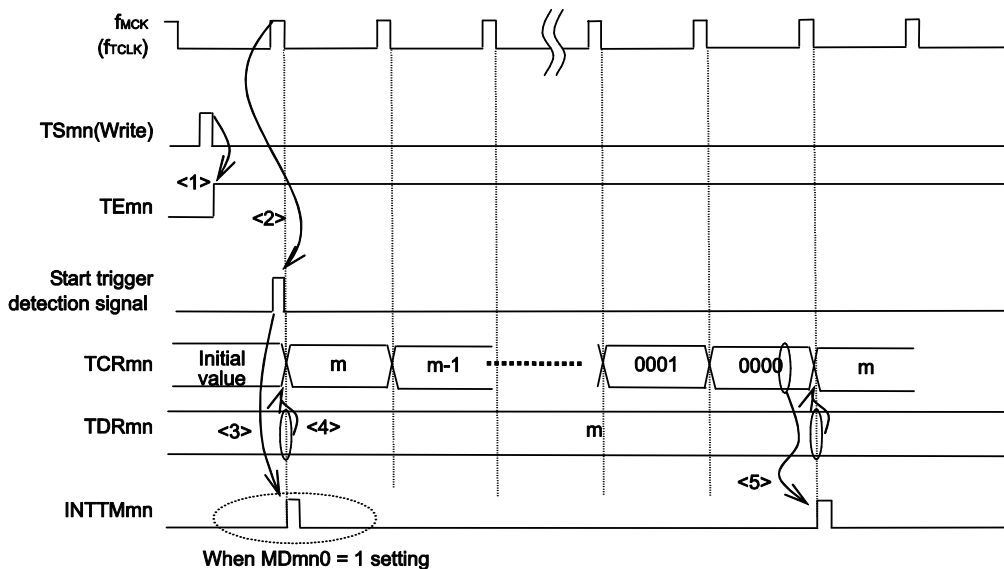 fMCK
(fTCLK)
TSmn(Write)
<1>
TEmn
<2>
Start trigger
detection signal
TCRmn
Initial
value
m
m-1
0001
0000
m
TDRmn
<3>
<4>
m
<5>
INTTMmn
When MDmn0 = 1 setting